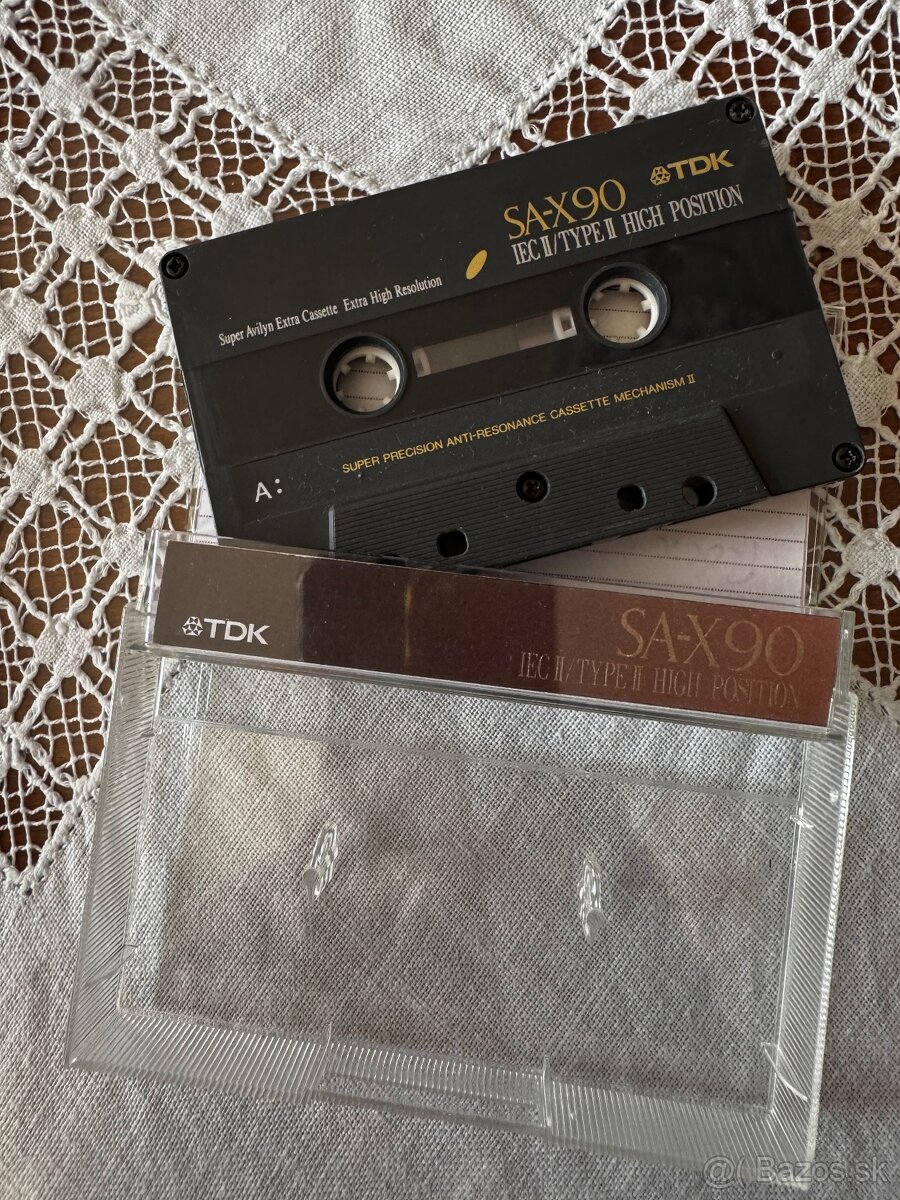 TDK
SA-X90
IEC II/TYPE II HIGH POSITION
Super Avilyn Extra Cassette Extra High Resolution
SUPER PRECISION ANTI-RESONANCE CASSETTE MECHANISM II
A:
TDK
SA-X90
IEC II/TYPE II HIGH POSITION
@( Bazos.sk